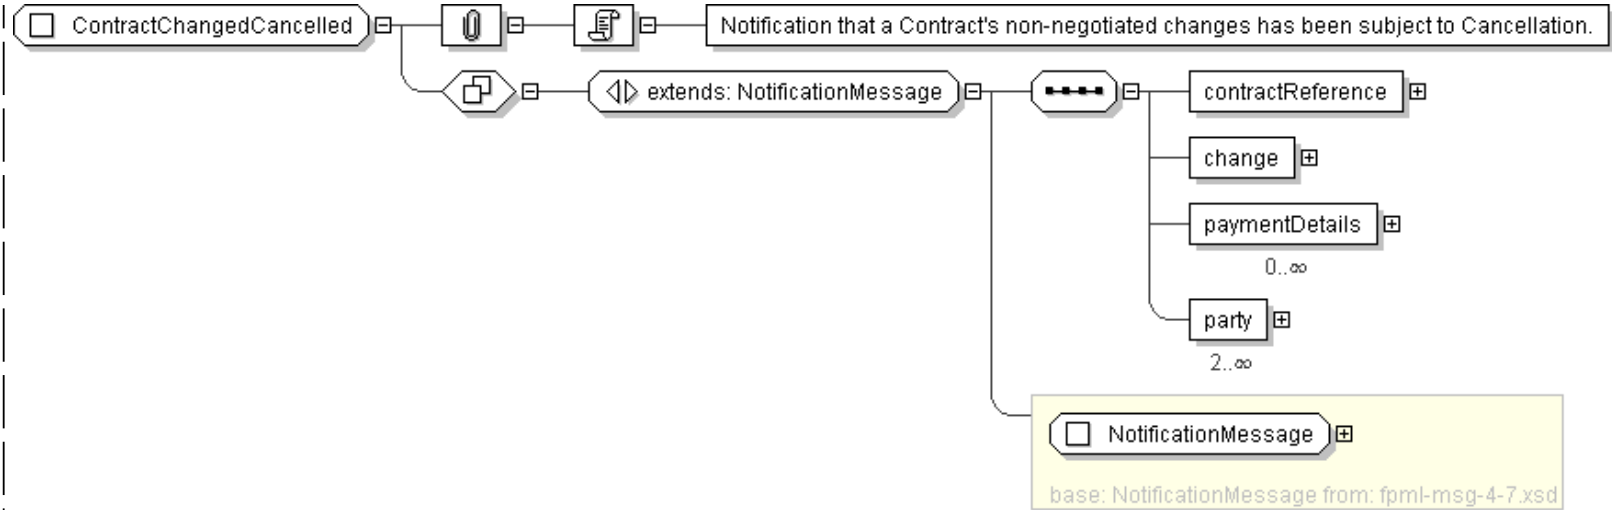 ContractChangedCancelled
Notification that a Contract's non-negotiated changes has been subject to Cancellation.
extends: NotificationMessage
contractReference
change
paymentDetails
0..∞
party
2..∞
NotificationMessage
base: NotificationMessage from: fpml-msg-4-7.xsd